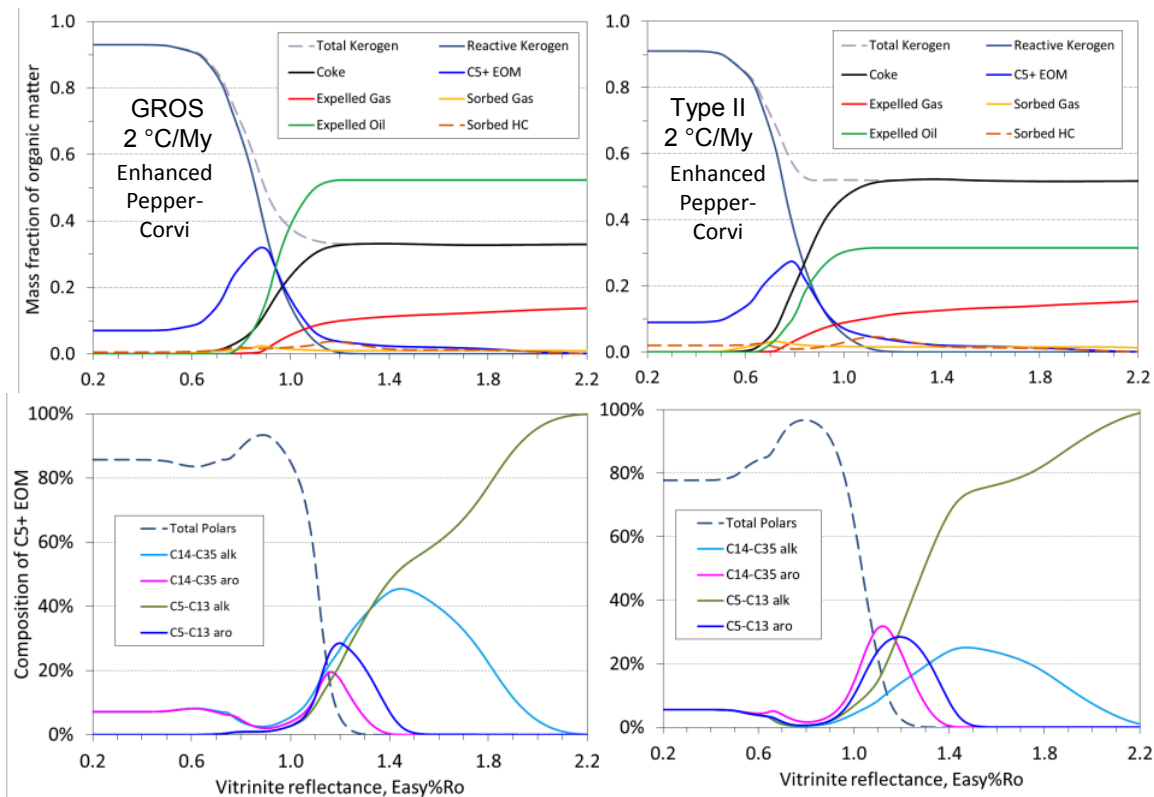 1.0
0.8
0.6
0.4
0.2
0.0
Mass fraction of organic matter
Total Kerogen
Reactive Kerogen
Coke
C5+ EOM
Expelled Gas
Sorbed Gas
Expelled Oil
Sorbed HC
GROS
2 °C/My
Enhanced
Pepper-
Corvi
0.2 0.6 1.0 1.4 1.8 2.2
1.0
0.8
0.6
0.4
0.2
0.0
Total Kerogen
Reactive Kerogen
Coke
C5+ EOM
Expelled Gas
Sorbed Gas
Expelled Oil
Sorbed HC
Type II
2 °C/My
Enhanced
Pepper-
Corvi
0.2 0.6 1.0 1.4 1.8 2.2
100%
80%
60%
40%
20%
0%
Composition of C5+ EOM
Total Polars
C14-C35 alk
C14-C35 aro
C5-C13 alk
C5-C13 aro
0.2 0.6 1.0 1.4 1.8 2.2
Vitrinite reflectance, Easy%Ro
100%
80%
60%
40%
20%
0%
Total Polars
C14-C35 alk
C14-C35 aro
C5-C13 alk
C5-C13 aro
0.2 0.6 1.0 1.4 1.8 2.2
Vitrinite reflectance, Easy%Ro